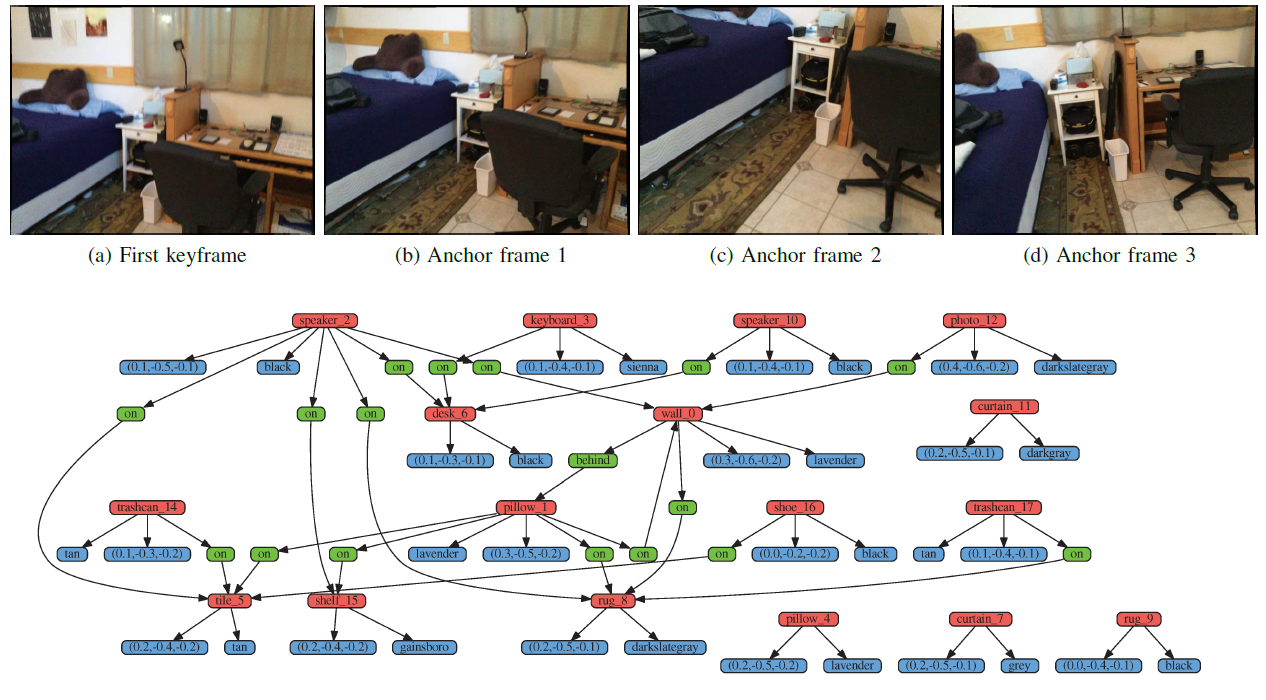 (a) First keyframe
(b) Anchor frame 1
(c) Anchor frame 2
(d) Anchor frame 3
speaker_2
keyboard_3
speaker_10
photo_12
(0.1,-0.5,-0.1)
black
on
on
on
(0.1,-0.4,-0.1)
sienna
on
(0.1,-0.4,-0.1)
black
on
(0.4,-0.6,-0.2)
darkslategray
on
on
on
desk_6
wall_0
curtain_11
(0.1,-0.3,-0.1)
black
behind
(0.3,-0.6,-0.2)
lavender
(0.2,-0.5,-0.1)
darkgray
trashcan_14
pillow_1
on
shoe_16
trashcan_17
tan
(0.1,-0.3,-0.2)
on
on
on
lavender
(0.3,-0.5,-0.2)
on
on
on
(0.0,-0.2,-0.2)
black
tan
(0.1,-0.4,-0.1)
on
tile_5
shelf_15
rug_8
pillow_4
curtain_7
rug_9
(0.2,-0.4,-0.2)
tan
(0.2,-0.4,-0.2)
gainsboro
(0.2,-0.5,-0.1)
darkslategray
(0.2,-0.5,-0.2)
lavender
(0.2,-0.5,-0.1)
grey
(0.0,-0.4,-0.1)
black